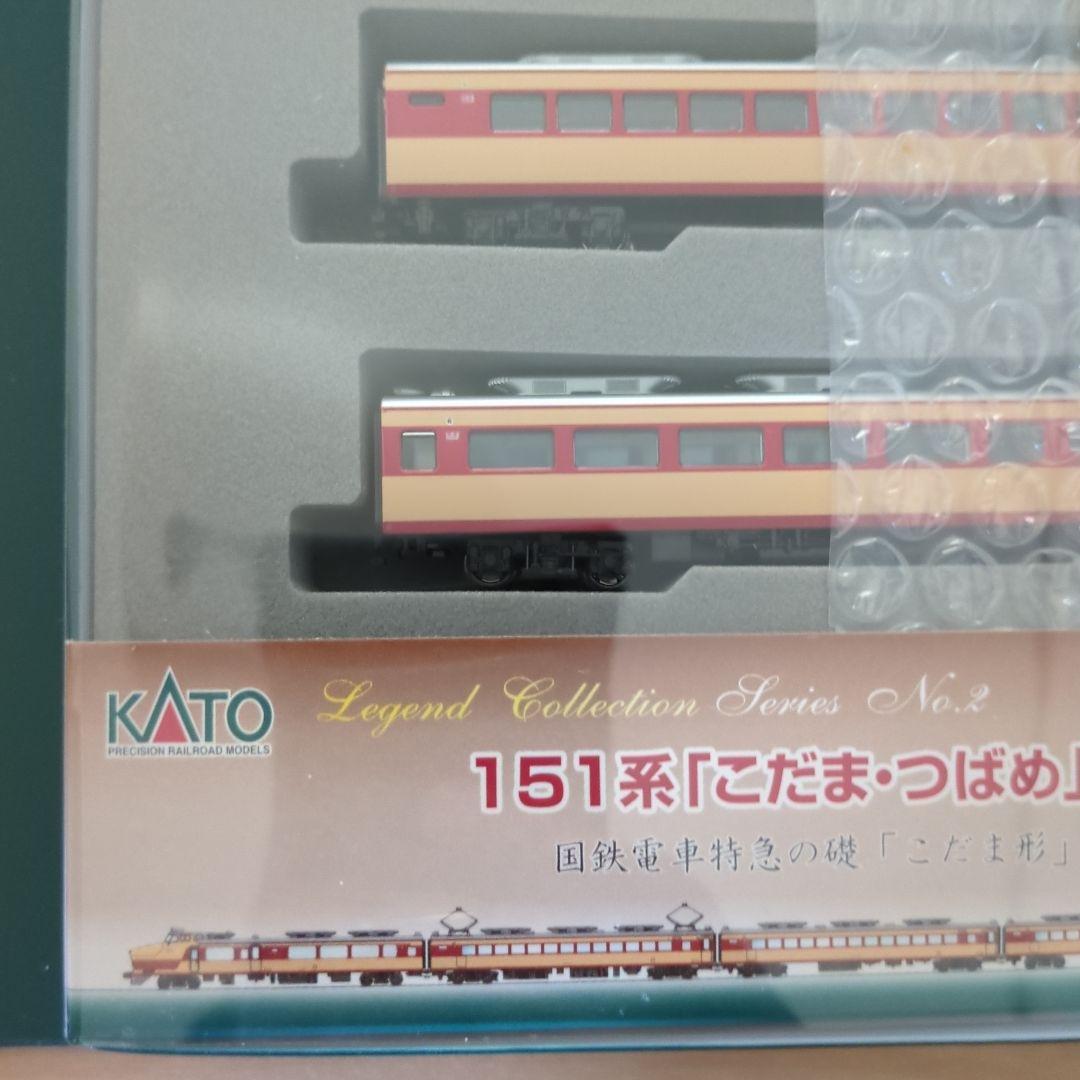 KATO
PRECISION RAILROAD MODELS
Legend Collection Series No.2
151系「こだま・つばめ」
国鉄電車特急の礎「こだま形」